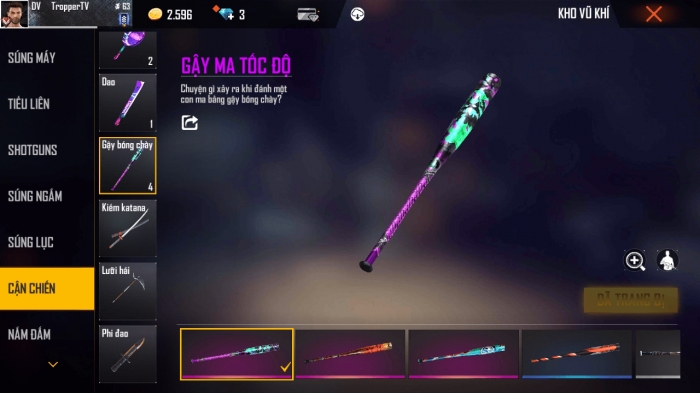 DV TropperTV # 63
2.596
+ 3
KHO VŨ KHÍ
SÚNG MÁY
TIỂU LIÊN
SHOTGUNS
SÚNG NGẮM
SÚNG LỤC
CẬN CHIẾN
NẮM ĐẤM
2
Dao
1
Gậy bóng chày
4
Kiếm katana
Lưỡi hái
Phi dao
GẬY MA TỐC ĐỘ
Chuyện gì xảy ra khi đánh một
con ma bằng gậy bóng chày?
ĐÃ TRANG BỊ